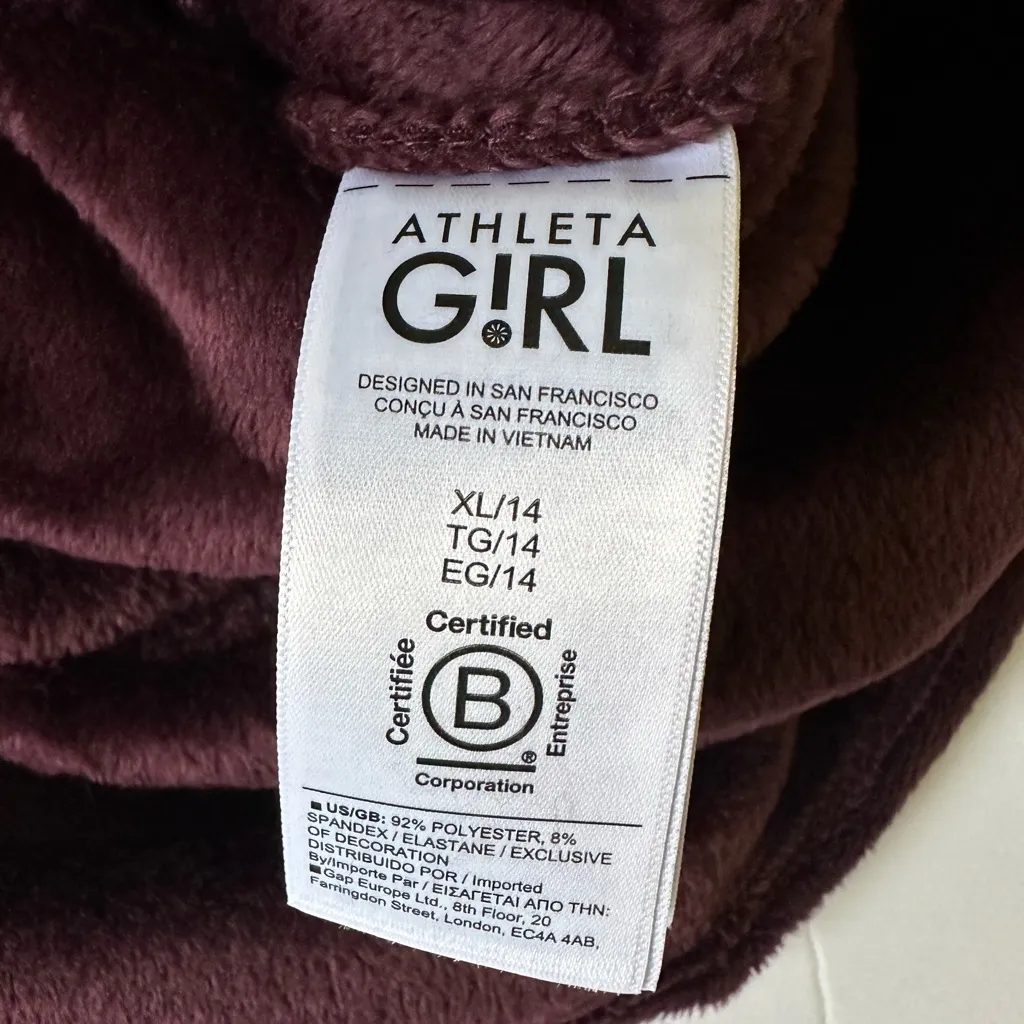 ATHLETA
G!RL
DESIGNED IN SAN FRANCISCO
CONÇU À SAN FRANCISCO
MADE IN VIETNAM
XL/14
TG/14
EG/14
Certified
Certifiée
B
Entreprise
®
Corporation
■ US/GB: 92% POLYESTER, 8%
SPANDEX / ELASTANE / EXCLUSIVE
OF DECORATION
DISTRIBUIDO POR / Imported
By/Importe Par / ΕΙΣΑΓΕΤΑΙ ΑΠΟ ΤΗΝ:
■Gap Europe Ltd., 8th Floor, 20
Farringdon Street, London, EC4A 4AB,